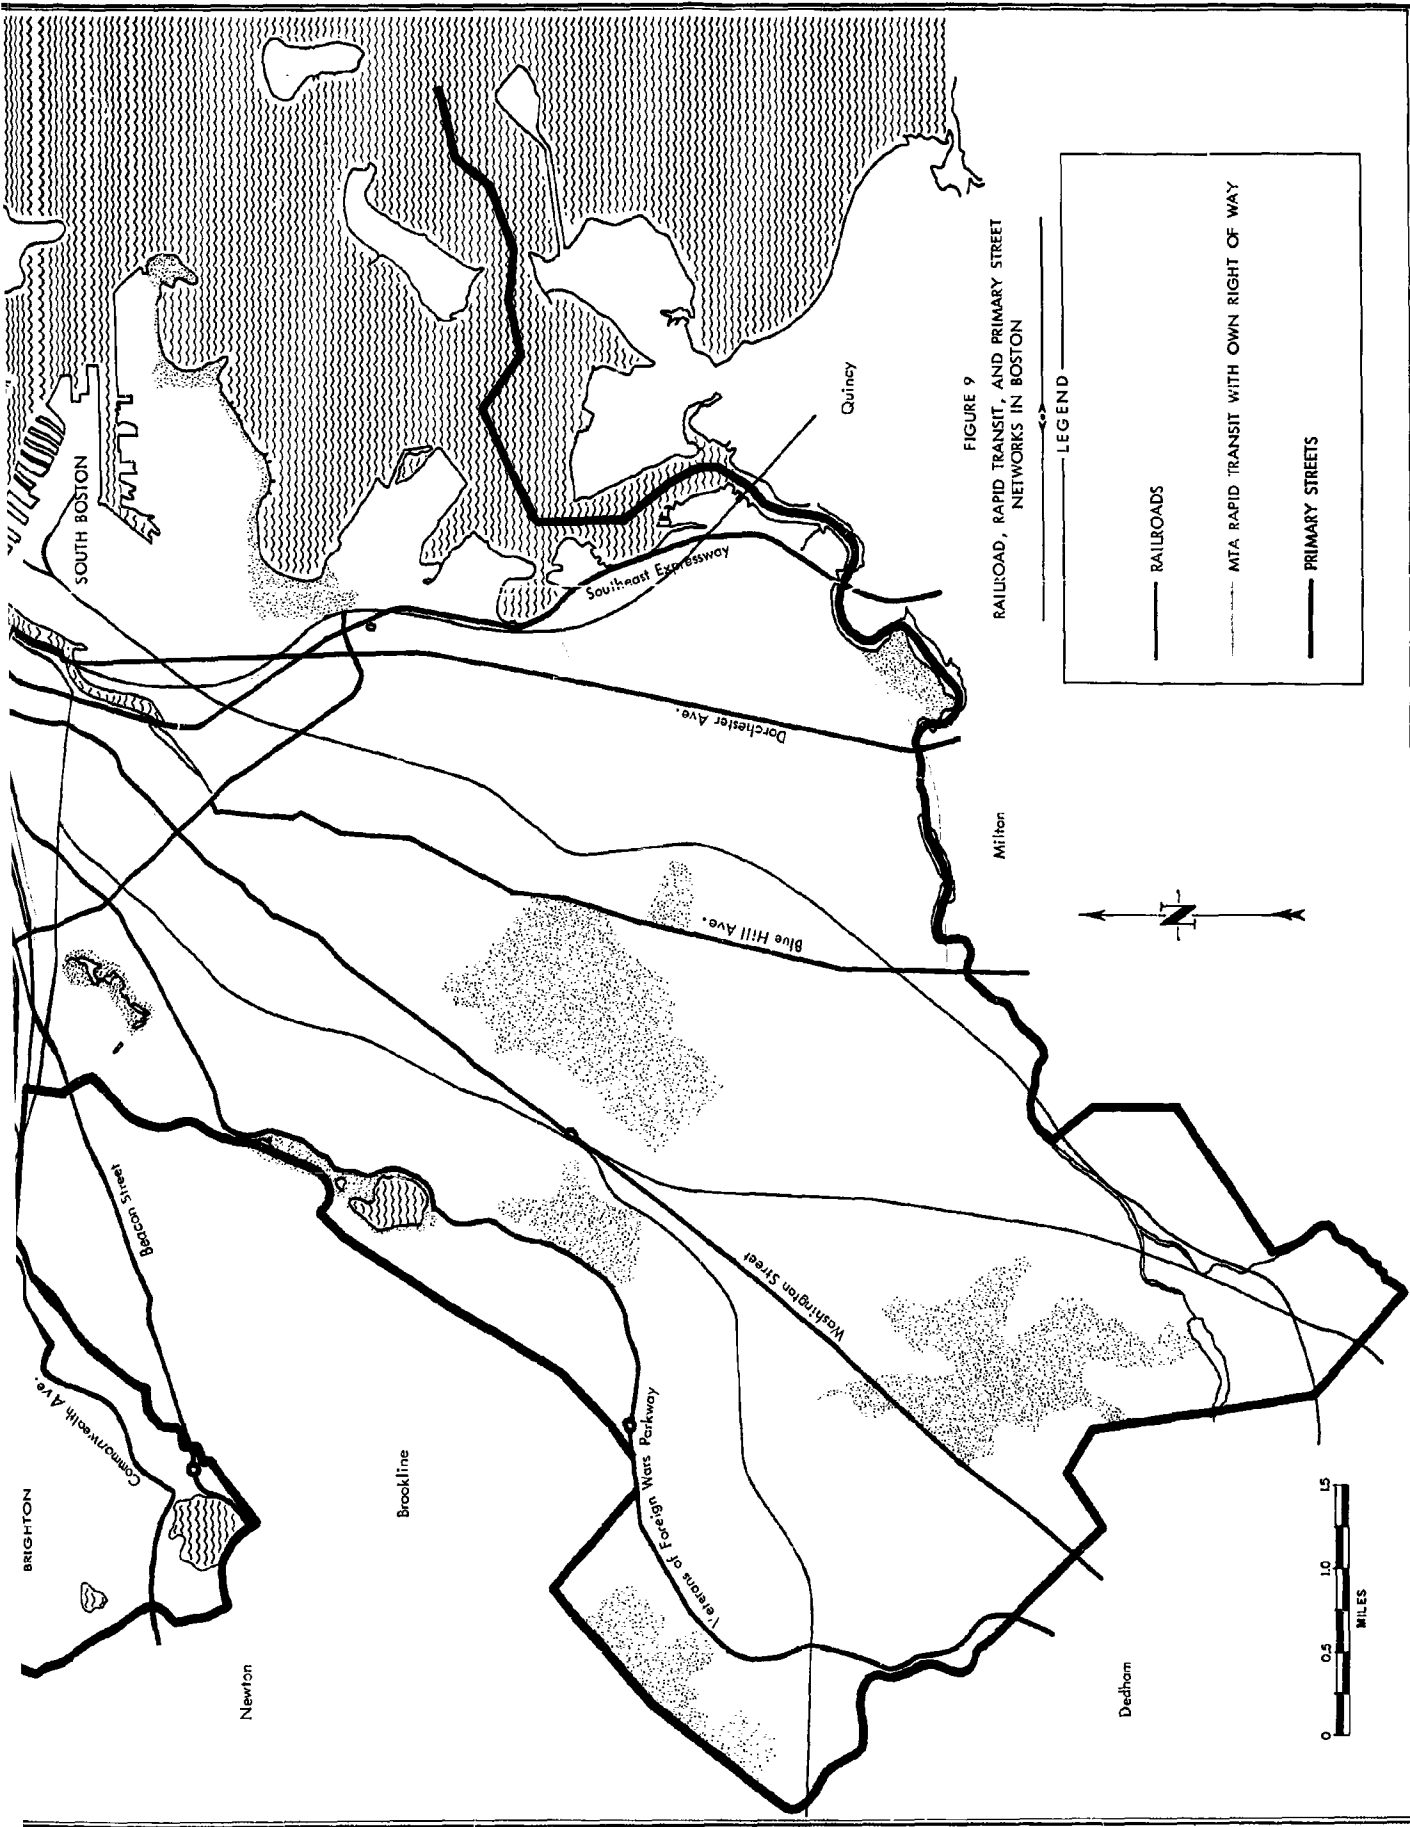 SOUTH BOSTON
BRIGHTON
Commonwealth Ave.
Beacon Street
Newton
Brookline
Southeast Expressway
Quincy
Dorchester Ave.
Blue Hill Ave.
Milton
Washington Street
Veterans of Foreign Wars Parkway
Dedham
FIGURE 9
RAILROAD, RAPID TRANSIT, AND PRIMARY STREET
NETWORKS IN BOSTON
LEGEND
RAILROADS
MTA RAPID TRANSIT WITH OWN RIGHT OF WAY
PRIMARY STREETS
N
0 0.5 1.0 1.5
MILES